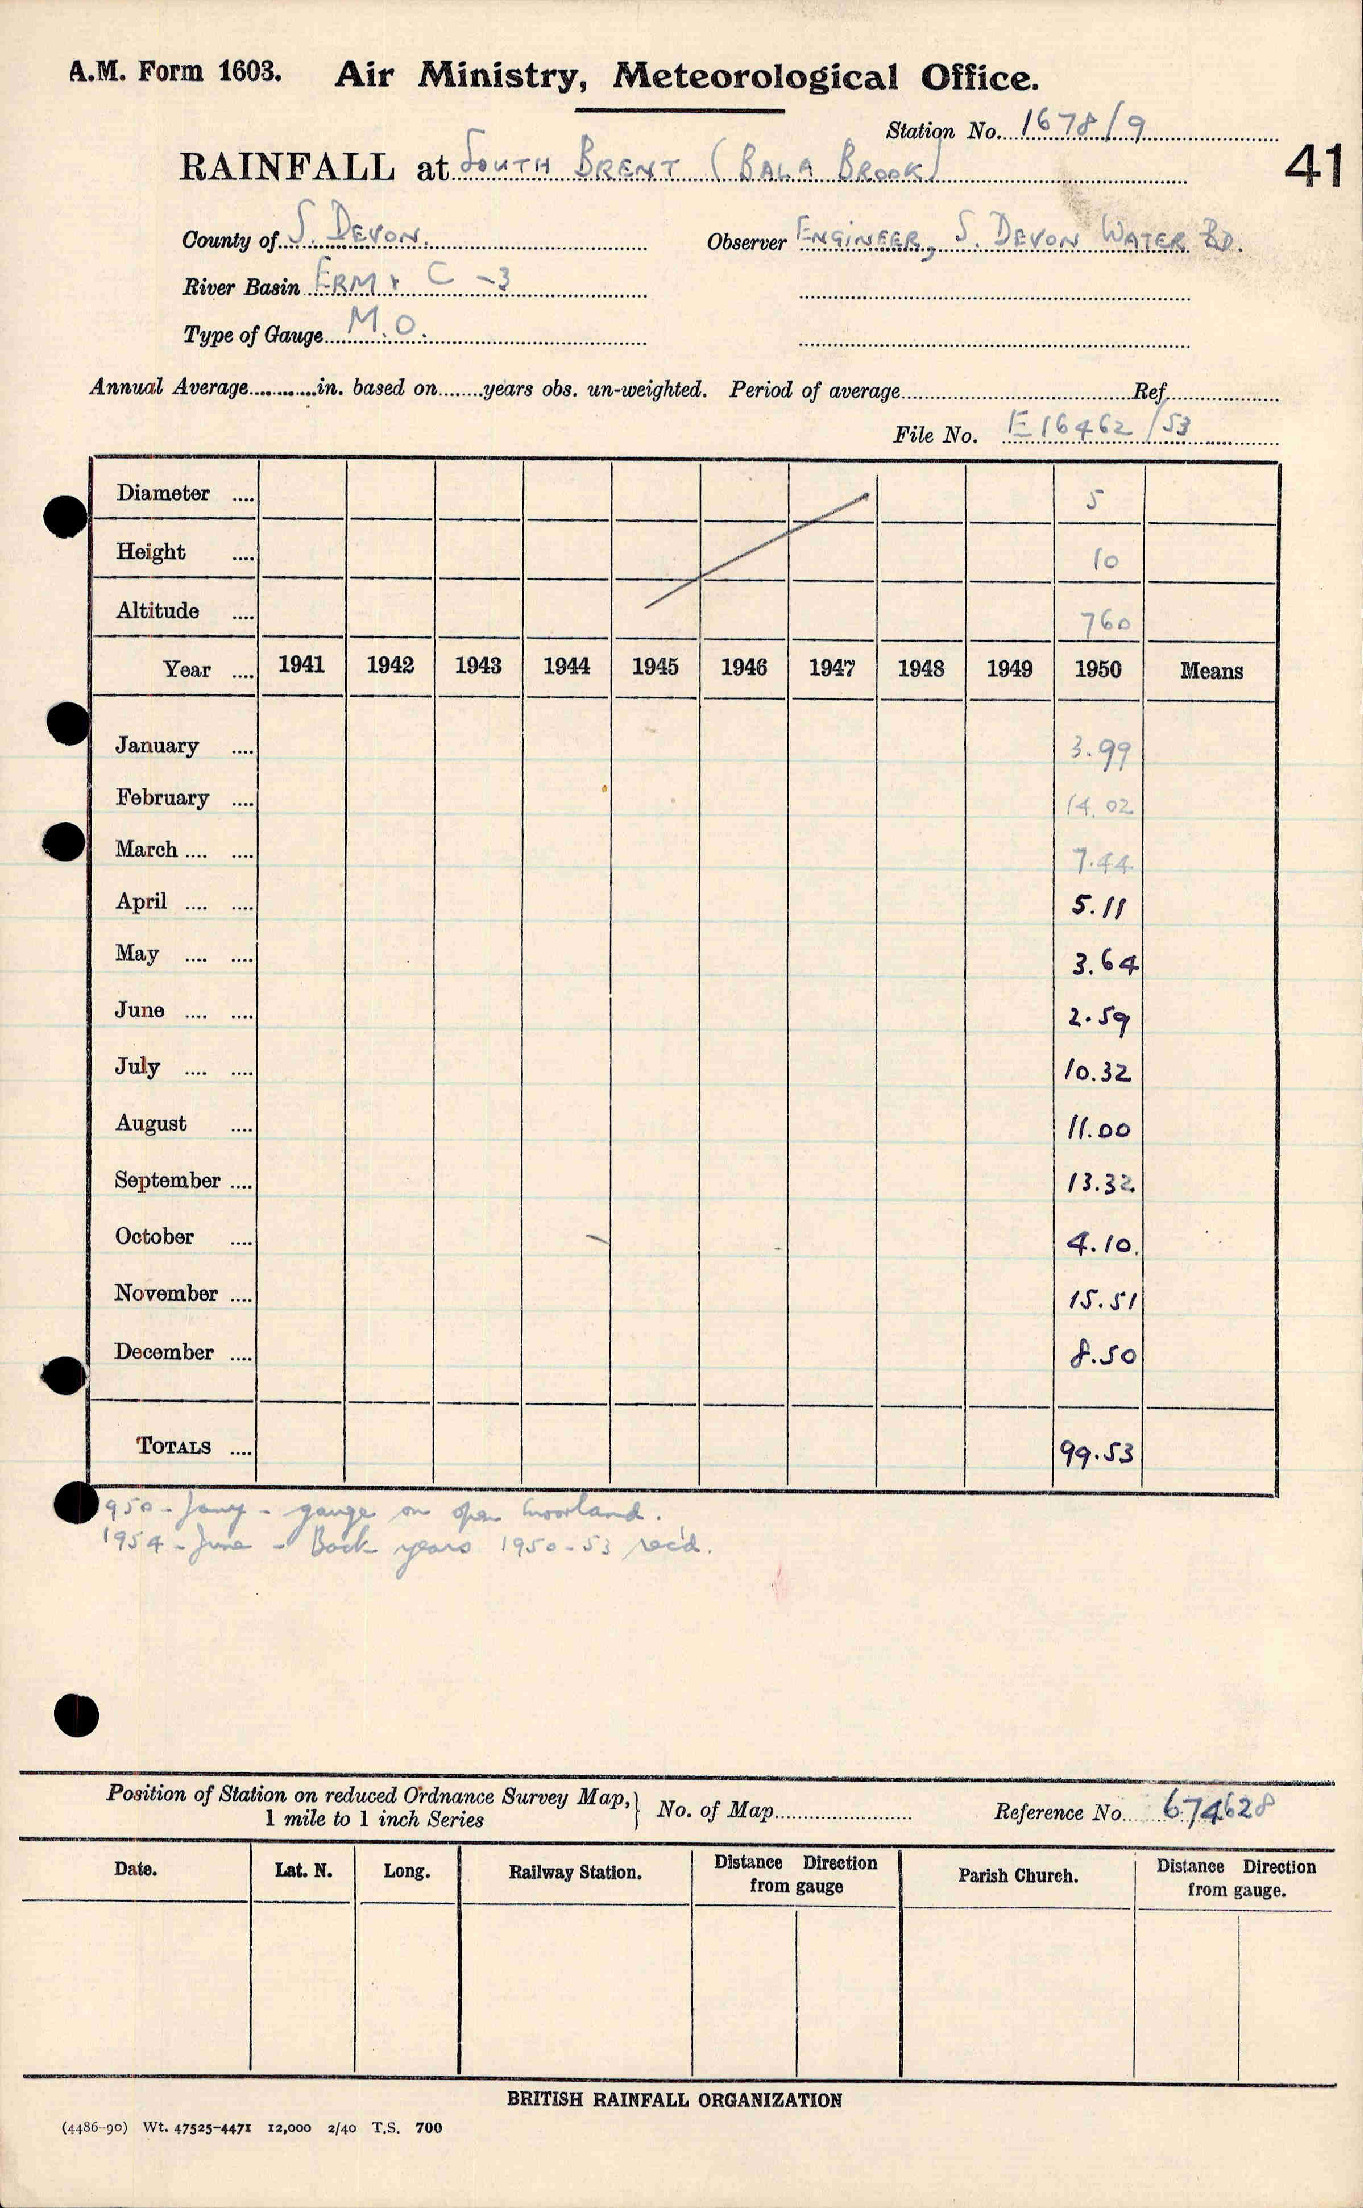 A.M. Form 1603. Air Ministry, Meteorological Office.
Station No. 1678/9
41
RAINFALL at SOUTH BRENT (BALA BROOK)
County of S. DEVON. Observer ENGINEER, S. DEVON WATER BD.
River Basin ERM + C -3
Type of Gauge M.O.
Annual Average............in. based on........years obs. un-weighted. Period of average........................Ref.................
File No. E16462/53
Diameter .... 5
Height .... 10
Altitude .... 760
Year .... 1941 1942 1943 1944 1945 1946 1947 1948 1949 1950 Means
January .... 3.99
February .... 14.02
March .... .... 7.44
April .... .... 5.11
May .... .... 3.64
June .... .... 2.59
July .... .... 10.32
August .... 11.00
September .... 13.32
October .... 4.10.
November .... 15.51
December .... 8.50
TOTALS .... 99.53
950 - Jany - gauge on open moorland.
1954 - June - Back years 1950-53 rec'd.
Position of Station on reduced Ordnance Survey Map,
1 mile to 1 inch Series
No. of Map........................ Reference No. 674628
Date. Lat. N. Long. Railway Station. Distance Direction from gauge Parish Church. Distance Direction from gauge.
BRITISH RAINFALL ORGANIZATION
(4486-90) Wt. 47525-4471 12,000 2/40 T.S. 700